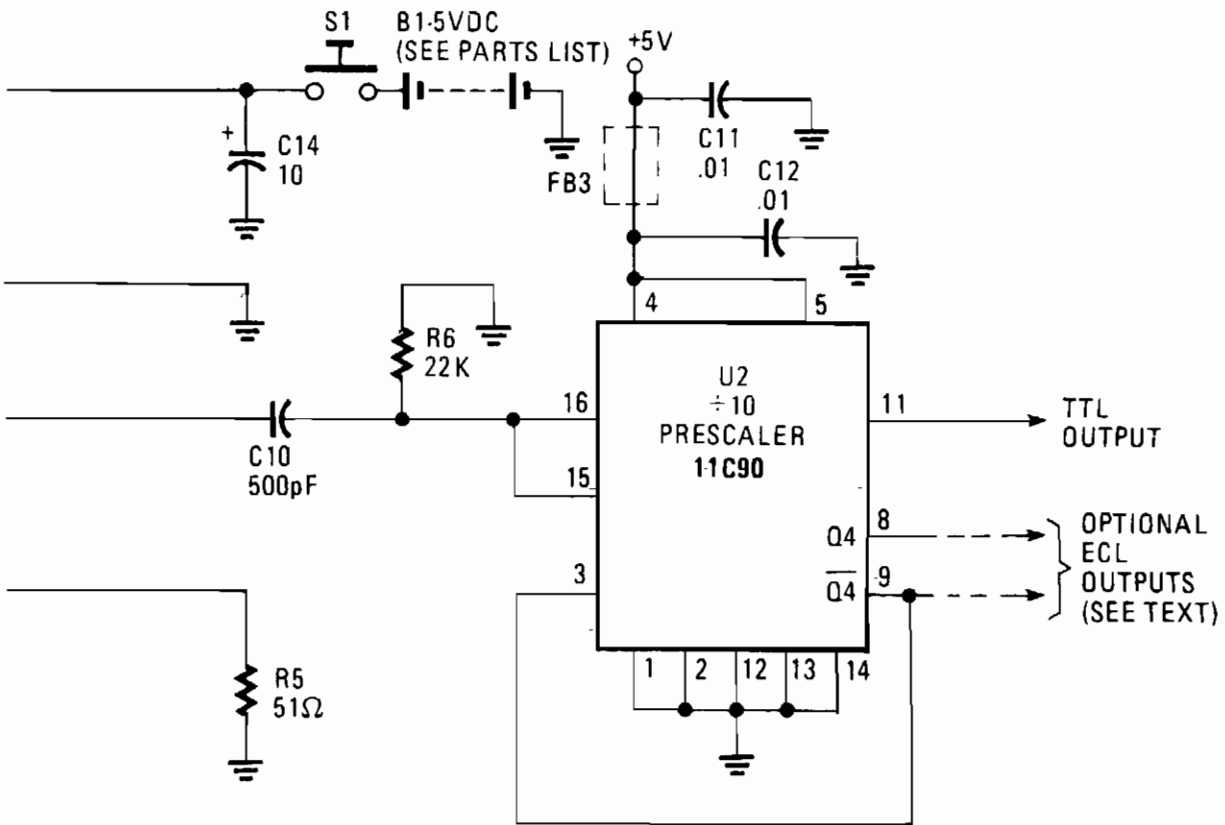 S1
B1-5VDC
(SEE PARTS LIST)
+5V
+
C14
10
FB3
C11
.01
C12
.01
4
5
R6
22K
U2
÷10
PRESCALER
11C90
16
15
11
TTL
OUTPUT
C10
500pF
3
Q4
8
Q4
9
OPTIONAL
ECL
OUTPUTS
(SEE TEXT)
1
2
12
13
14
R5
51Ω